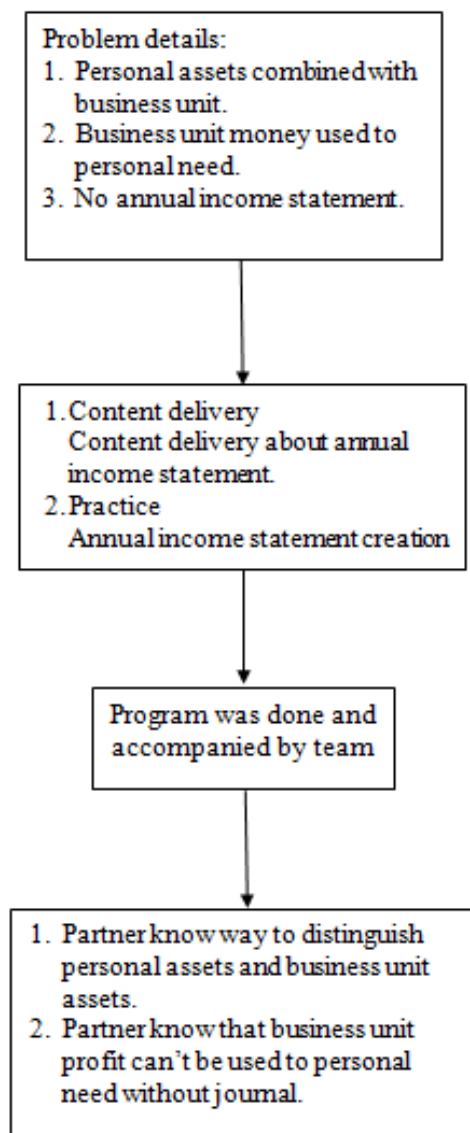 Problem details:
1. Personal assets combined with
business unit.
2. Business unit money used to
personal need.
3. No annual income statement.
1. Content delivery
Content delivery about annual
income statement.
2. Practice
Annual income statement creation
Program was done and
accompanied by team
1. Partner know way to distinguish
personal assets and business unit
assets.
2. Partner know that business unit
profit can't be used to personal
need without journal.